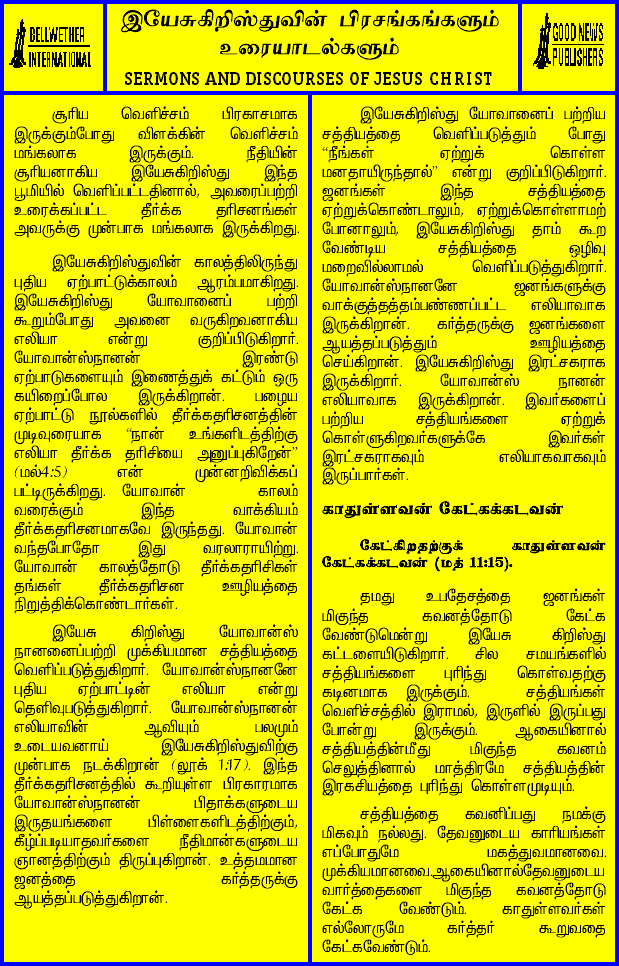 BELLWETHER
INTERNATIONAL
இயேசுகிறிஸ்துவின் பிரசங்கங்களும்
உரையாடல்களும்
SERMONS AND DISCOURSES OF JESUS CHRIST
GOOD NEWS
PUBLISHERS
சூரிய வெளிச்சம் பிரகாசமாக
இருக்கும்போது விளக்கின் வெளிச்சம்
மங்கலாக இருக்கும். நீதியின்
சூரியனாகிய இயேசுகிறிஸ்து இந்த
பூமியில் வெளிப்பட்டதினால், அவரைப்பற்றி
உரைக்கப்பட்ட தீர்க்க தரிசனங்கள்
அவருக்கு முன்பாக மங்கலாக இருக்கிறது.
இயேசுகிறிஸ்துவின் காலத்திலிருந்து
புதிய ஏற்பாட்டுக்காலம் ஆரம்பமாகிறது.
இயேசுகிறிஸ்து யோவானைப் பற்றி
கூறும்போது அவனை வருகிறவனாகிய
எலியா என்று குறிப்பிடுகிறார்.
யோவான்ஸ்நானன் இரண்டு
ஏற்பாடுகளையும் இணைத்துக் கட்டும் ஒரு
கயிறைப்போல இருக்கிறான். பழைய
ஏற்பாட்டு நூல்களில் தீர்க்கதரிசனத்தின்
முடிவுரையாக "நான் உங்களிடத்திற்கு
எலியா தீர்க்க தரிசியை அனுப்புகிறேன்"
(மல்4:5) என் முன்னறிவிக்கப்
பட்டிருக்கிறது. யோவான் காலம்
வரைக்கும் இந்த வாக்கியம்
தீர்க்கதரிசனமாகவே இருந்தது. யோவான்
வந்தபோதோ இது வரலாராயிற்று.
யோவான் காலத்தோடு தீர்க்கதரிசிகள்
தங்கள் தீர்க்கதரிசன ஊழியத்தை
நிறுத்திக்கொண்டார்கள்.
இயேசு கிறிஸ்து யோவான்ஸ்
நானனைப்பற்றி முக்கியமான சத்தியத்தை
வெளிப்படுத்துகிறார். யோவான்ஸ்நானனே
புதிய ஏற்பாட்டின் எலியா என்று
தெளிவுபடுத்துகிறார். யோவான்ஸ்நானன்
எலியாவின் ஆவியும் பலமும்
உடையவனாய் இயேசுகிறிஸ்துவிற்கு
முன்பாக நடக்கிறான் (லூக் 1:17). இந்த
தீர்க்கதரிசனத்தில் கூறியுள்ள பிரகாரமாக
யோவான்ஸ்நானன் பிதாக்களுடைய
இருதயங்களை பிள்ளைகளிடத்திற்கும்,
கீழ்ப்படியாதவர்களை நீதிமான்களுடைய
ஞானத்திற்கும் திருப்புகிறான். உத்தமமான
ஜனத்தை கர்த்தருக்கு
ஆயத்தப்படுத்துகிறான்.
இயேசுகிறிஸ்து யோவானைப் பற்றிய
சத்தியத்தை வெளிப்படுத்தும் போது
"நீங்கள் ஏற்றுக் கொள்ள
மனதாயிருந்தால்" என்று குறிப்பிடுகிறார்.
ஜனங்கள் இந்த சத்தியத்தை
ஏற்றுக்கொண்டாலும், ஏற்றுக்கொள்ளாமற்
போனாலும், இயேசுகிறிஸ்து தாம் கூற
வேண்டிய சத்தியத்தை ஒழிவு
மறைவில்லாமல் வெளிப்படுத்துகிறார்.
யோவான்ஸ்நானனே ஜனங்களுக்கு
வாக்குத்தத்தம்பண்ணப்பட்ட எலியாவாக
இருக்கிறான். கர்த்தருக்கு ஜனங்களை
ஆயத்தப்படுத்தும் ஊழியத்தை
செய்கிறான். இயேசுகிறிஸ்து இரட்சகராக
இருக்கிறார். யோவான்ஸ் நானன்
எலியாவாக இருக்கிறான். இவர்களைப்
பற்றிய சத்தியங்களை ஏற்றுக்
கொள்ளுகிறவர்களுக்கே இவர்கள்
இரட்சகராகவும் எலியாகவாகவும்
இருப்பார்கள்.
காதுள்ளவன் கேட்கக்கடவன்
கேட்கிறதற்குக் காதுள்ளவன்
கேட்கக்கடவன் (மத் 11:15).
தமது உபதேசத்தை ஜனங்கள்
மிகுந்த கவனத்தோடு கேட்க
வேண்டுமென்று இயேசு கிறிஸ்து
கட்டளையிடுகிறார். சில சமயங்களில்
சத்தியங்களை புரிந்து கொள்வதற்கு
கடினமாக இருக்கும். சத்தியங்கள்
வெளிச்சத்தில் இராமல், இருளில் இருப்பது
போன்று இருக்கும். ஆகையினால்
சத்தியத்தின்மீது மிகுந்த கவனம்
செலுத்தினால் மாத்திரமே சத்தியத்தின்
இரகசியத்தை புரிந்து கொள்ளமுடியும்.
சத்தியத்தை கவனிப்பது நமக்கு
மிகவும் நல்லது. தேவனுடைய காரியங்கள்
எப்போதுமே மகத்துவமானவை.
முக்கியமானவை.ஆகையினால்தேவனுடைய
வார்த்தைகளை மிகுந்த கவனத்தோடு
கேட்க வேண்டும். காதுள்ளவர்கள்
எல்லோருமே கர்த்தர் கூறுவதை
கேட்கவேண்டும்.